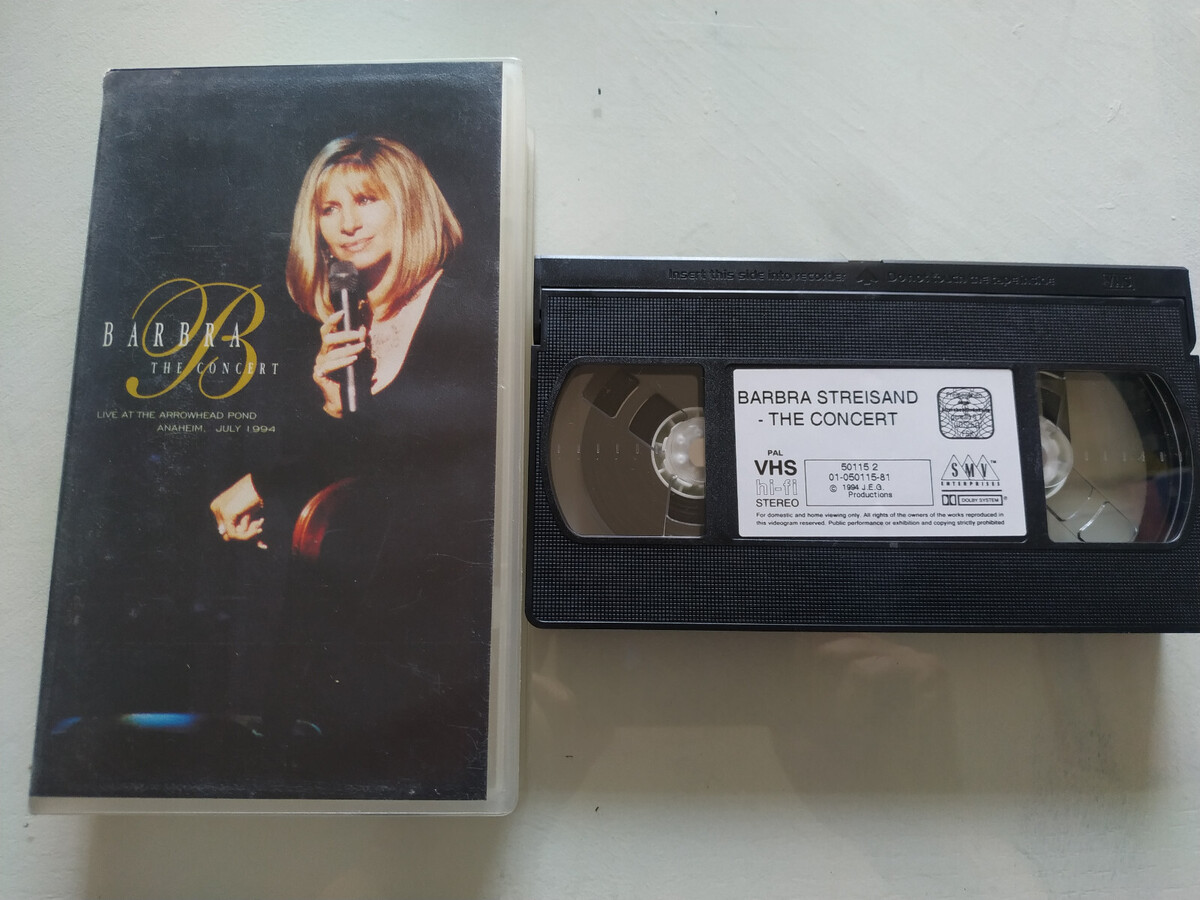 B
BARBRA
THE CONCERT
LIVE AT THE ARROWHEAD POND
ANAHEIM, JULY 1994
Insert this side into recorder
Do not touch the tape inside
VHS
BARBRA STREISAND
- THE CONCERT
PAL
VHS
hi-fi
STEREO
50115 2
01-050115-81
© 1994 J.E.G.
Productions
SMV™
ENTERPRISES
DOLBY SYSTEM®
For domestic and home viewing only. All rights of the owners of the works reproduced in
this videogram reserved. Public performance or exhibition and copying strictly prohibited